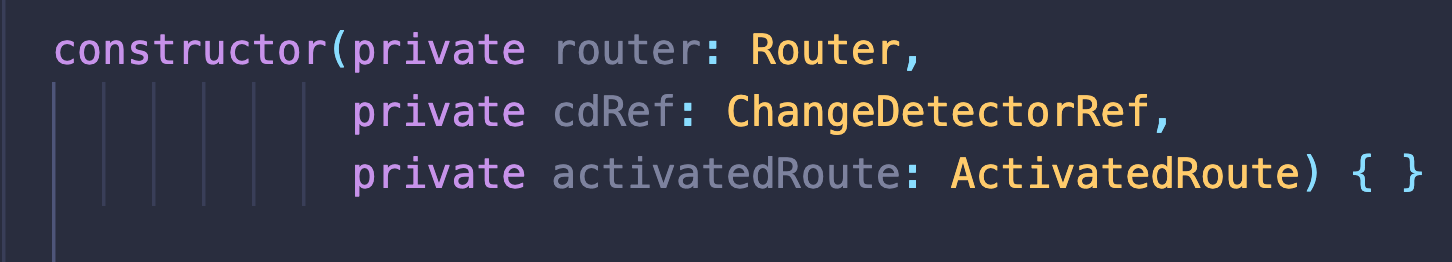 constructor(private router: Router,
private cdRef: ChangeDetectorRef,
private activatedRoute: ActivatedRoute) { }